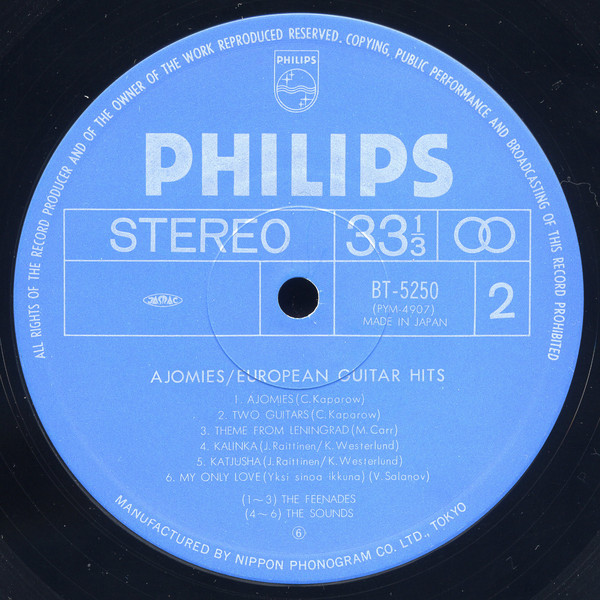 ALL RIGHTS OF THE RECORD PRODUCER AND OF THE OWNER OF THE WORK REPRODUCED RESERVED. COPYING, PUBLIC PERFORMANCE AND BROADCASTING OF THIS RECORD PROHIBITED
PHILIPS
PHILIPS
STEREO 33 1/3
JASRAC BT-5250 2
(PYM-4907)
MADE IN JAPAN
AJOMIES/EUROPEAN GUITAR HITS
1. AJOMIES (C. Kaparow)
2. TWO GUITARS (C. Kaparow)
3. THEME FROM LENINGRAD (M. Carr)
4. KALINKA (J. Raittinen/K. Westerlund)
5. KATJUSHA (J. Raittinen/K. Westerlund)
6. MY ONLY LOVE (Yksi sinoa ikkuna) (V. Salanov)
(1~3) THE FEENADES
(4~6) THE SOUNDS
⑥
MANUFACTURED BY NIPPON PHONOGRAM CO. LTD., TOKYO